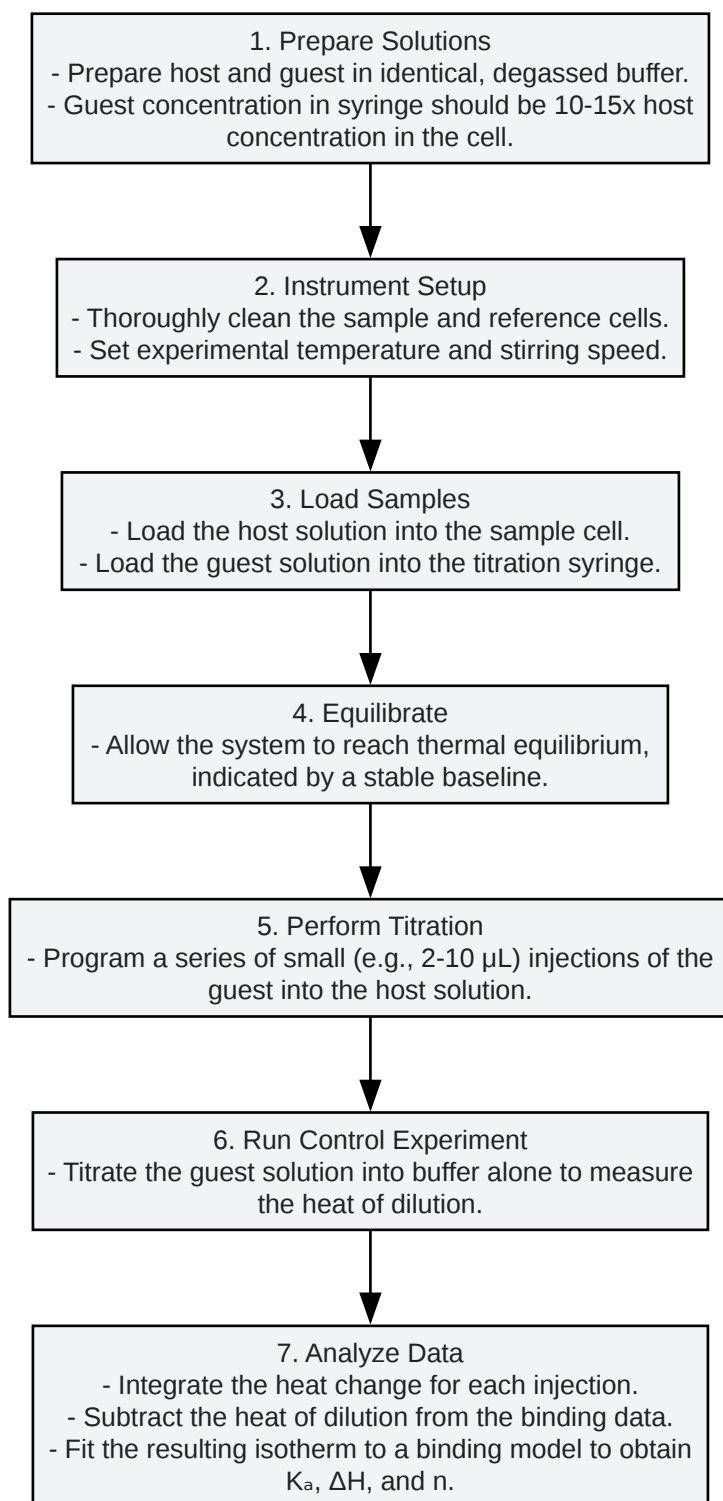 1. Prepare Solutions
- Prepare host and guest in identical, degassed buffer.
- Guest concentration in syringe should be 10-15x host
concentration in the cell.
2. Instrument Setup
- Thoroughly clean the sample and reference cells.
- Set experimental temperature and stirring speed.
3. Load Samples
- Load the host solution into the sample cell.
- Load the guest solution into the titration syringe.
4. Equilibrate
- Allow the system to reach thermal equilibrium,
indicated by a stable baseline.
5. Perform Titration
- Program a series of small (e.g., 2-10 μL) injections of the
guest into the host solution.
6. Run Control Experiment
- Titrate the guest solution into buffer alone to measure
the heat of dilution.
7. Analyze Data
- Integrate the heat change for each injection.
- Subtract the heat of dilution from the binding data.
- Fit the resulting isotherm to a binding model to obtain
Kₐ, ΔH, and n.